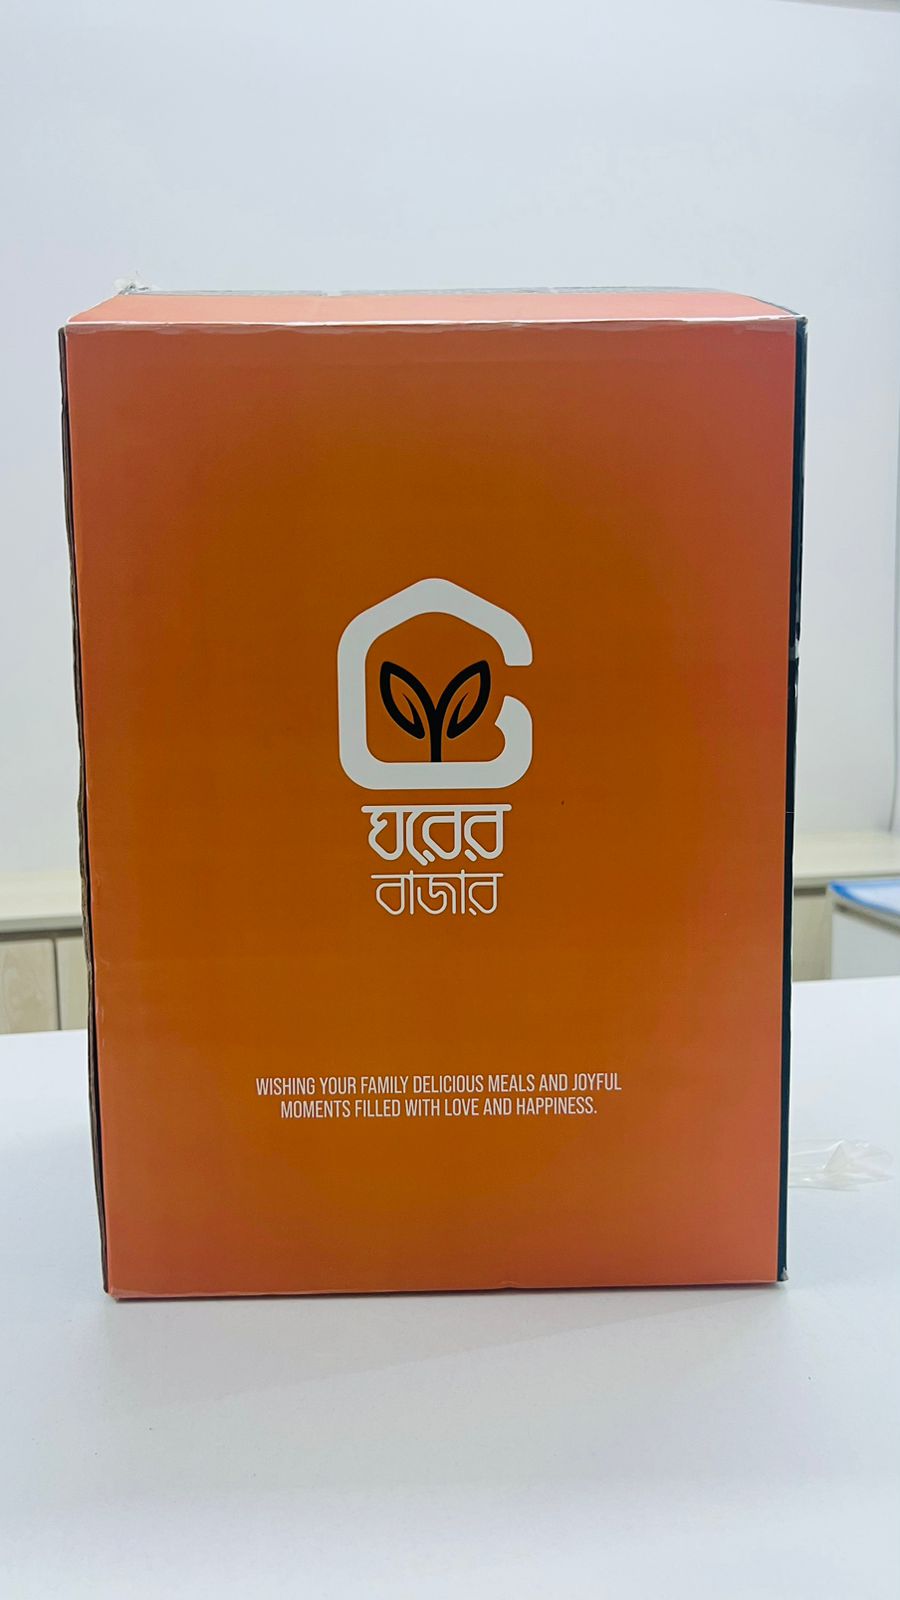 ঘরের
বাজার
WISHING YOUR FAMILY DELICIOUS MEALS AND JOYFUL
MOMENTS FILLED WITH LOVE AND HAPPINESS.